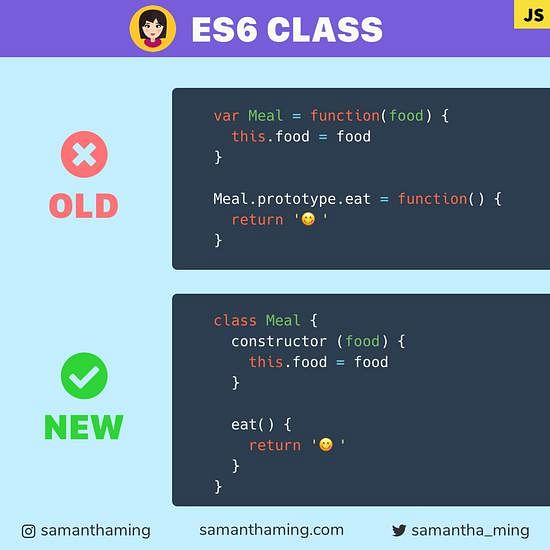 ES6 CLASS
JS
OLD
var Meal = function(food) {
this.food = food
}
Meal.prototype.eat = function() {
return '😋 '
}
NEW
class Meal {
constructor (food) {
this.food = food
}
eat() {
return '😋 '
}
}
samanthaming
samanthaming.com
samantha_ming